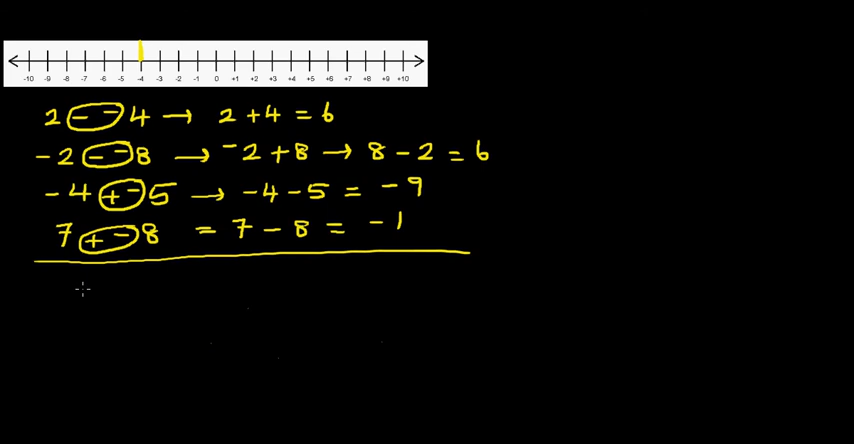 -10 -9 -8 -7 -6 -5 -4 -3 -2 -1 0 +1 +2 +3 +4 +5 +6 +7 +8 +9 +10
2 - -4 → 2 + 4 = 6
-2 - -8 → -2 + 8 → 8 - 2 = 6
-4 + -5 → -4 - 5 = -9
7 + -8 = 7 - 8 = -1